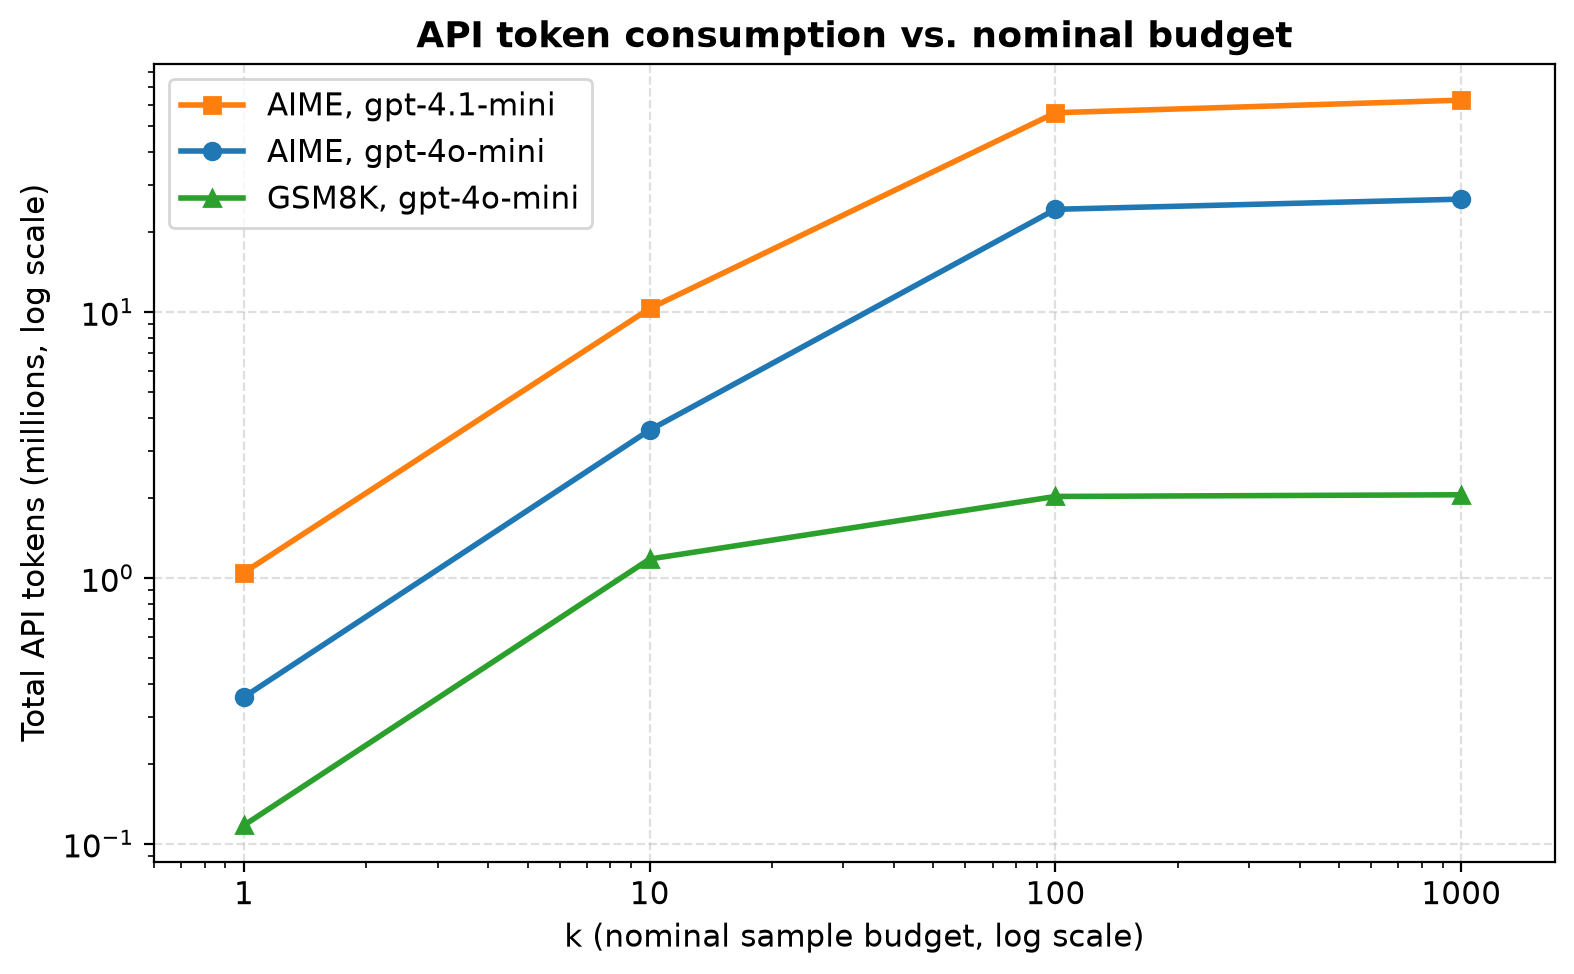 API token consumption vs. nominal budget
AIME, gpt-4.1-mini
AIME, gpt-4o-mini
GSM8K, gpt-4o-mini
Total API tokens (millions, log scale)
10¹
10⁰
10⁻¹
1 10 100 1000
k (nominal sample budget, log scale)